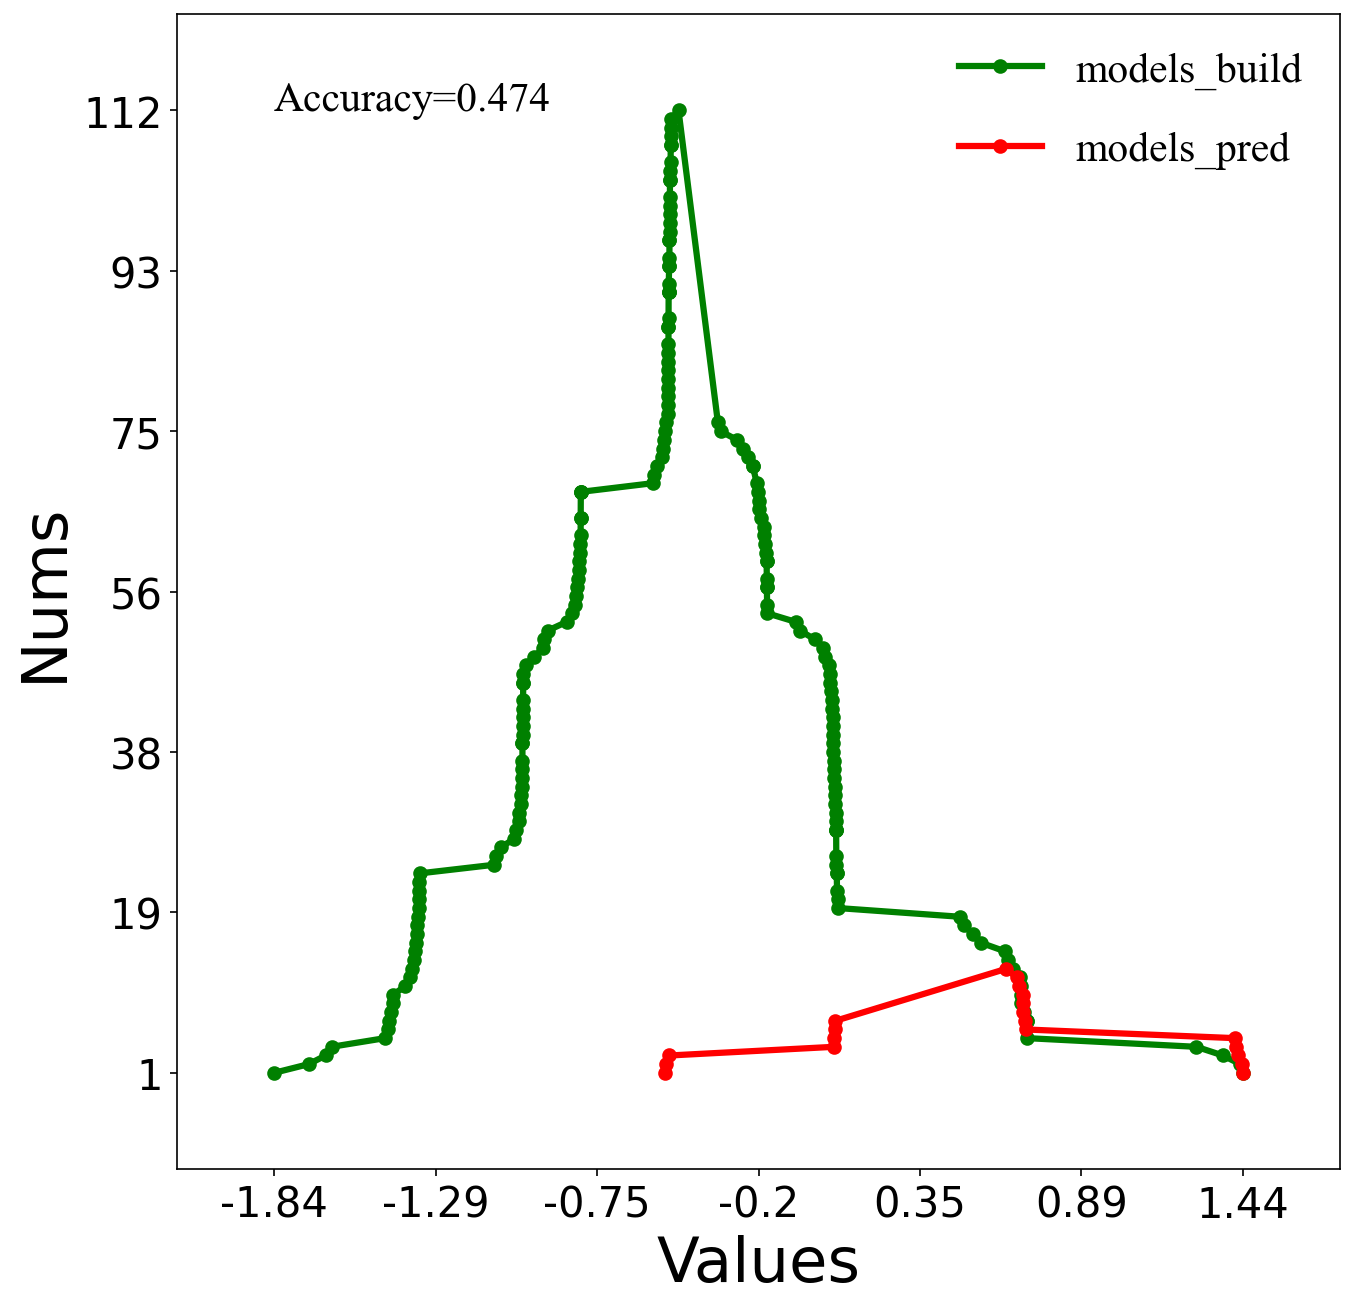 models_build
Accuracy=0.474
models_pred
112
93
75
56
38
19
1
Nums
-1.84 -1.29 -0.75 -0.2 0.35 0.89 1.44
Values